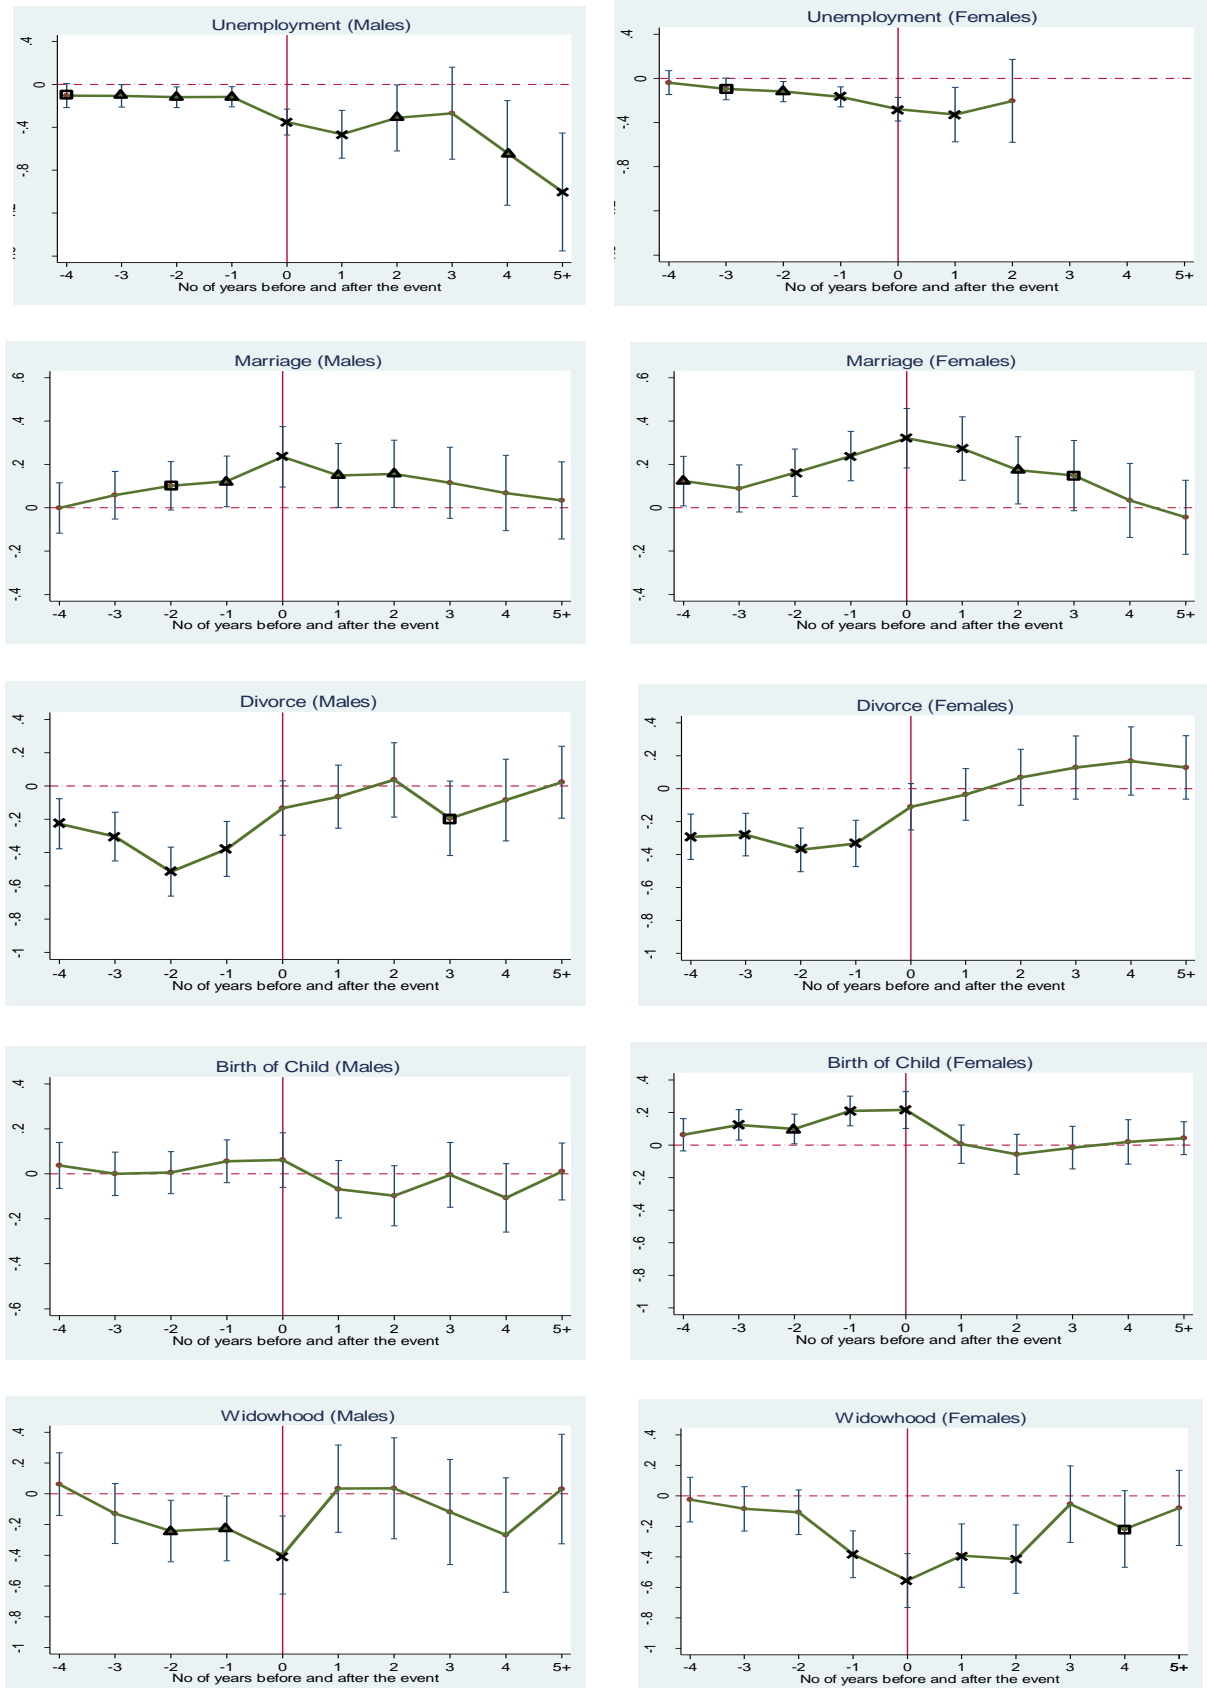 Unemployment (Males)
.4
0
-.4
-.8
-4 -3 -2 -1 0 1 2 3 4 5+
No of years before and after the event
Unemployment (Females)
.4
0
-.4
-.8
-4 -3 -2 -1 0 1 2 3 4 5+
No of years before and after the event
Marriage (Males)
.6
.4
.2
0
-.2
-.4
-4 -3 -2 -1 0 1 2 3 4 5+
No of years before and after the event
Marriage (Females)
.6
.4
.2
0
-.2
-.4
-4 -3 -2 -1 0 1 2 3 4 5+
No of years before and after the event
Divorce (Males)
.4
.2
0
-.2
-.4
-.6
-.8
-1
-4 -3 -2 -1 0 1 2 3 4 5+
No of years before and after the event
Divorce (Females)
.4
.2
0
-.2
-.4
-.6
-.8
-1
-4 -3 -2 -1 0 1 2 3 4 5+
No of years before and after the event
Birth of Child (Males)
.4
.2
0
-.2
-.4
-.6
-4 -3 -2 -1 0 1 2 3 4 5+
No of years before and after the event
Birth of Child (Females)
.4
.2
0
-.2
-.4
-.6
-.8
-1
-4 -3 -2 -1 0 1 2 3 4 5+
No of years before and after the event
Widowhood (Males)
.4
.2
0
-.2
-.4
-.6
-.8
-1
-4 -3 -2 -1 0 1 2 3 4 5+
No of years before and after the event
Widowhood (Females)
.4
.2
0
-.2
-.4
-.6
-.8
-1
-4 -3 -2 -1 0 1 2 3 4 5+
No of years before and after the event